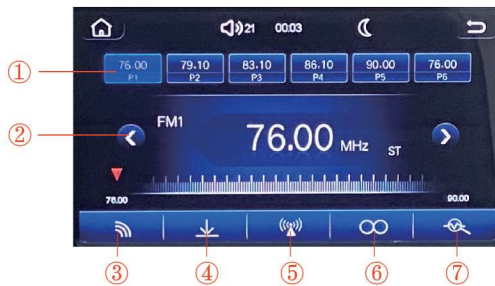 21 00:03
① 76.00 79.10 83.10 86.10 90.00 76.00
P1 P2 P3 P4 P5 P6
②
FM1 76.00 MHz ST
76.00 90.00
③ ④ ⑤ ⑥ ⑦